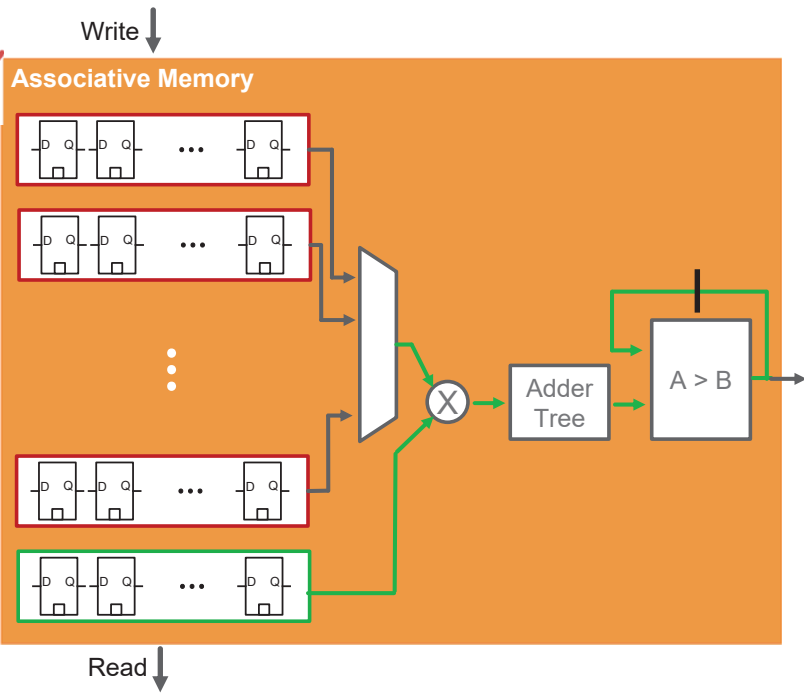 Write
Associative Memory
D Q D Q ... D Q
D Q D Q ... D Q
A > B
X
Adder
Tree
D Q D Q ... D Q
D Q D Q ... D Q
Read